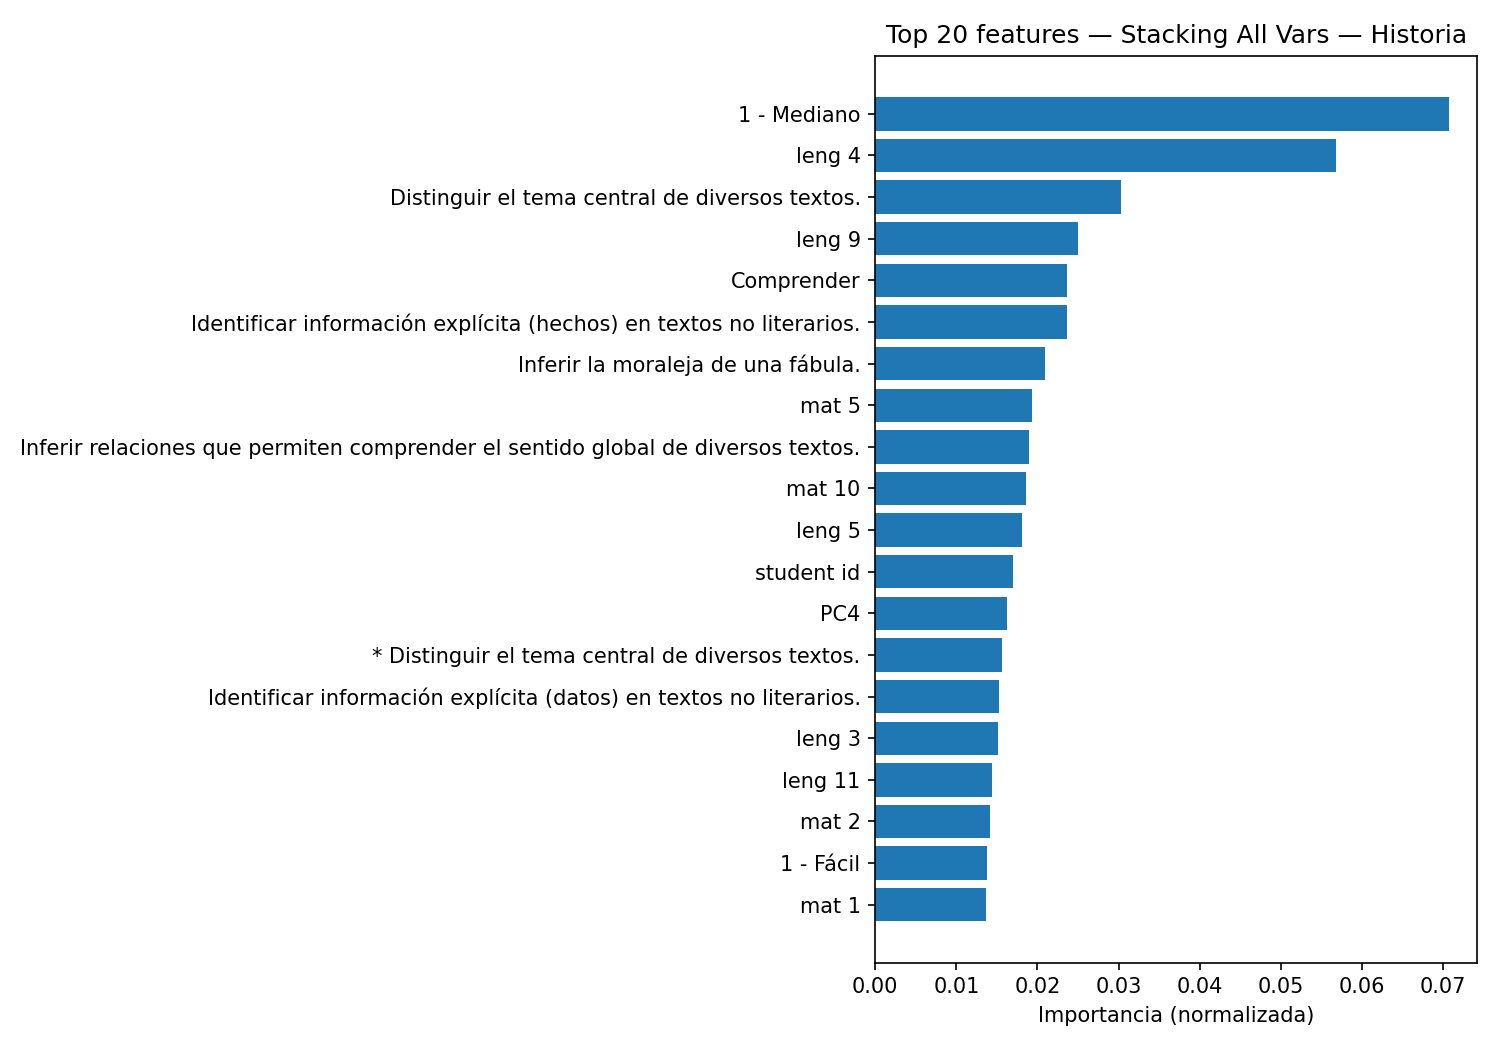 Top 20 features — Stacking All Vars — Historia
1 - Mediano
leng 4
Distinguir el tema central de diversos textos.
leng 9
Comprender
Identificar información explícita (hechos) en textos no literarios.
Inferir la moraleja de una fábula.
mat 5
Inferir relaciones que permiten comprender el sentido global de diversos textos.
mat 10
leng 5
student id
PC4
* Distinguir el tema central de diversos textos.
Identificar información explícita (datos) en textos no literarios.
leng 3
leng 11
mat 2
1 - Fácil
mat 1
0.00 0.01 0.02 0.03 0.04 0.05 0.06 0.07
Importancia (normalizada)